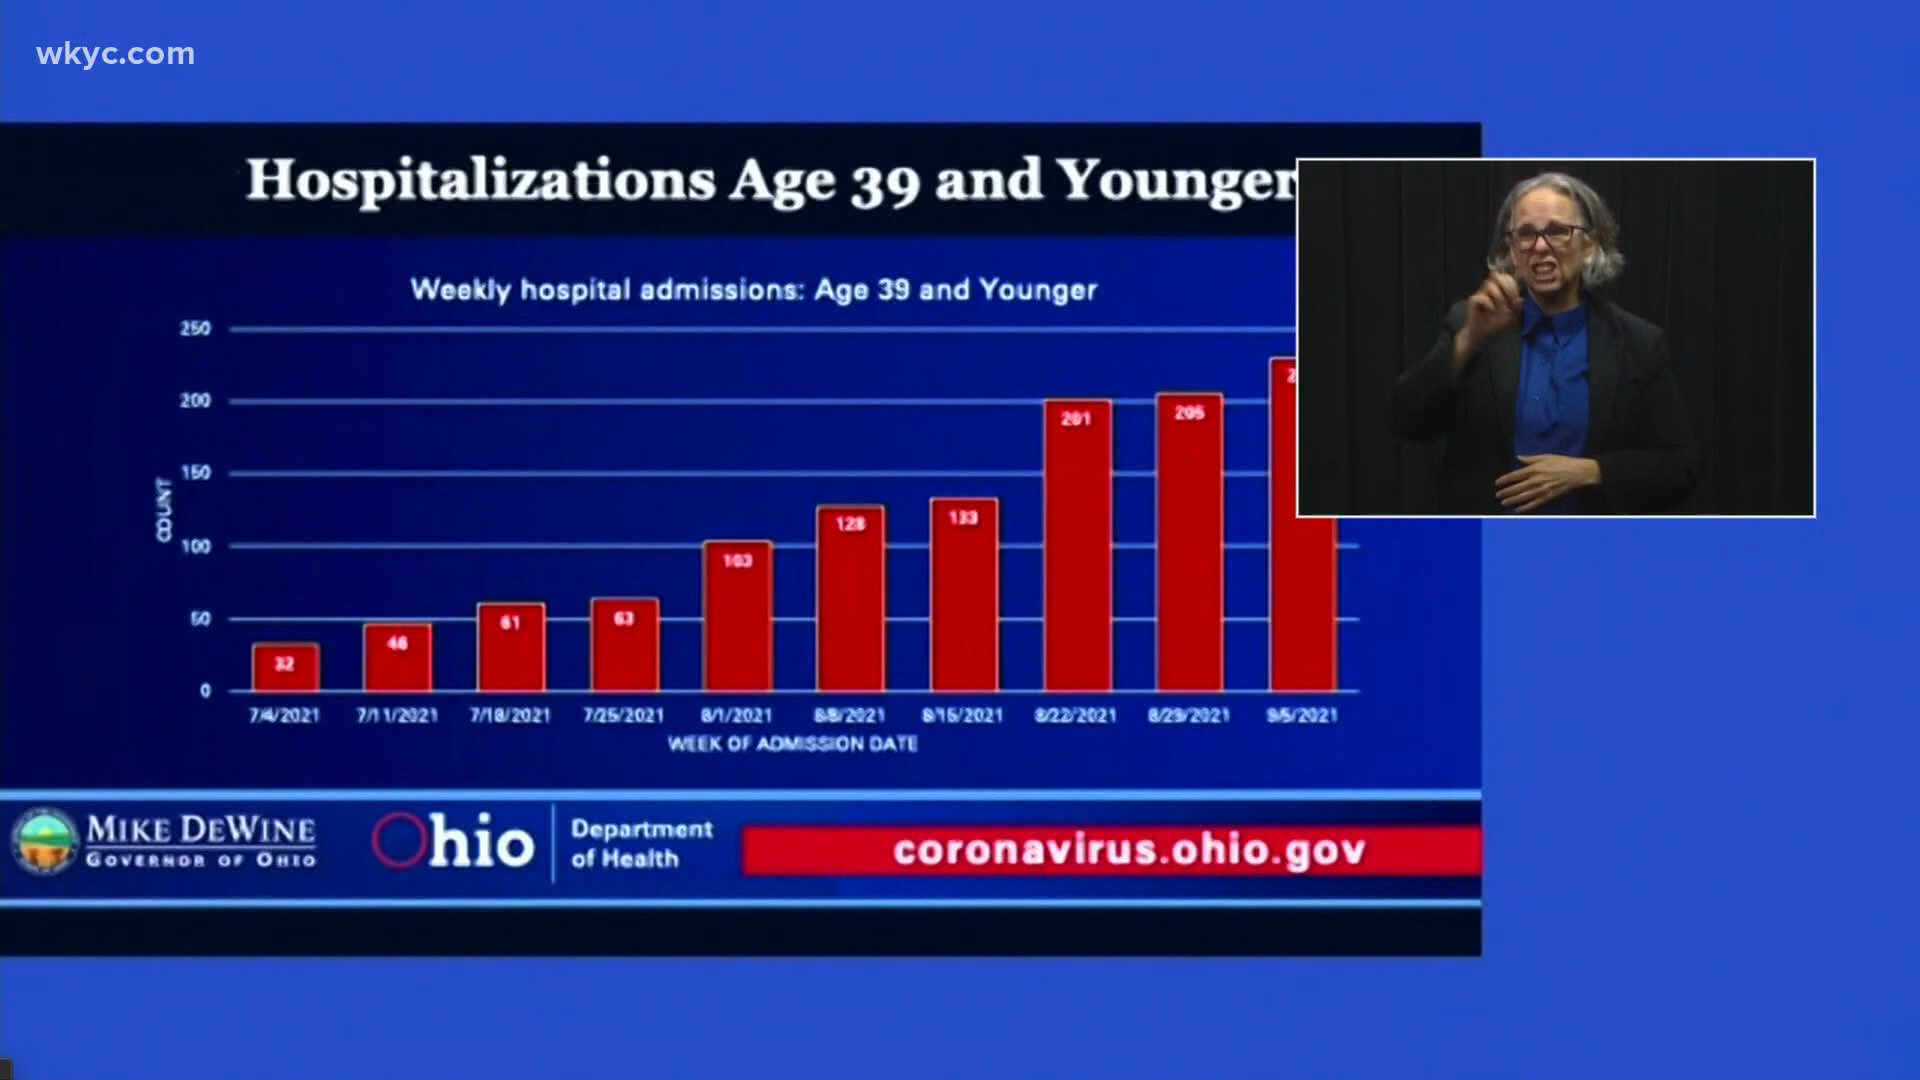 wkyc.com
Hospitalizations Age 39 and Younger
Weekly hospital admissions: Age 39 and Younger
250
200
150
100
50
0
COUNT
32
46
61
63
103
128
133
201
205
7/4/2021 7/11/2021 7/18/2021 7/25/2021 8/1/2021 8/8/2021 8/15/2021 8/22/2021 8/29/2021 9/5/2021
WEEK OF ADMISSION DATE
MIKE DEWINE
GOVERNOR OF OHIO
Ohio
Department
of Health
coronavirus.ohio.gov